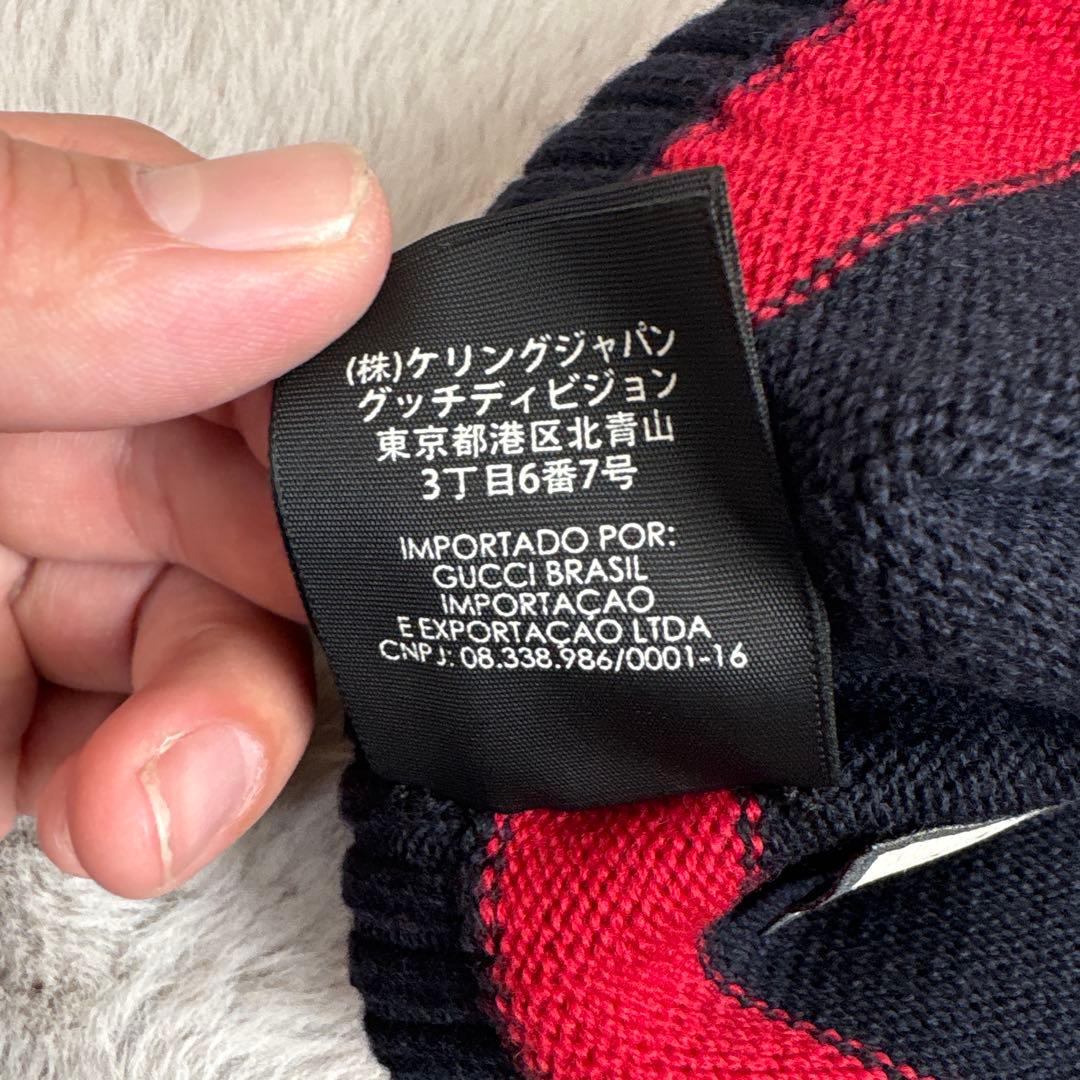 (株)ケリングジャパン
グッチディビジョン
東京都港区北青山
3丁目6番7号
IMPORTADO POR:
GUCCI BRASIL
IMPORTAÇAO
E EXPORTAÇAO LTDA
CNPJ: 08.338.986/0001-16